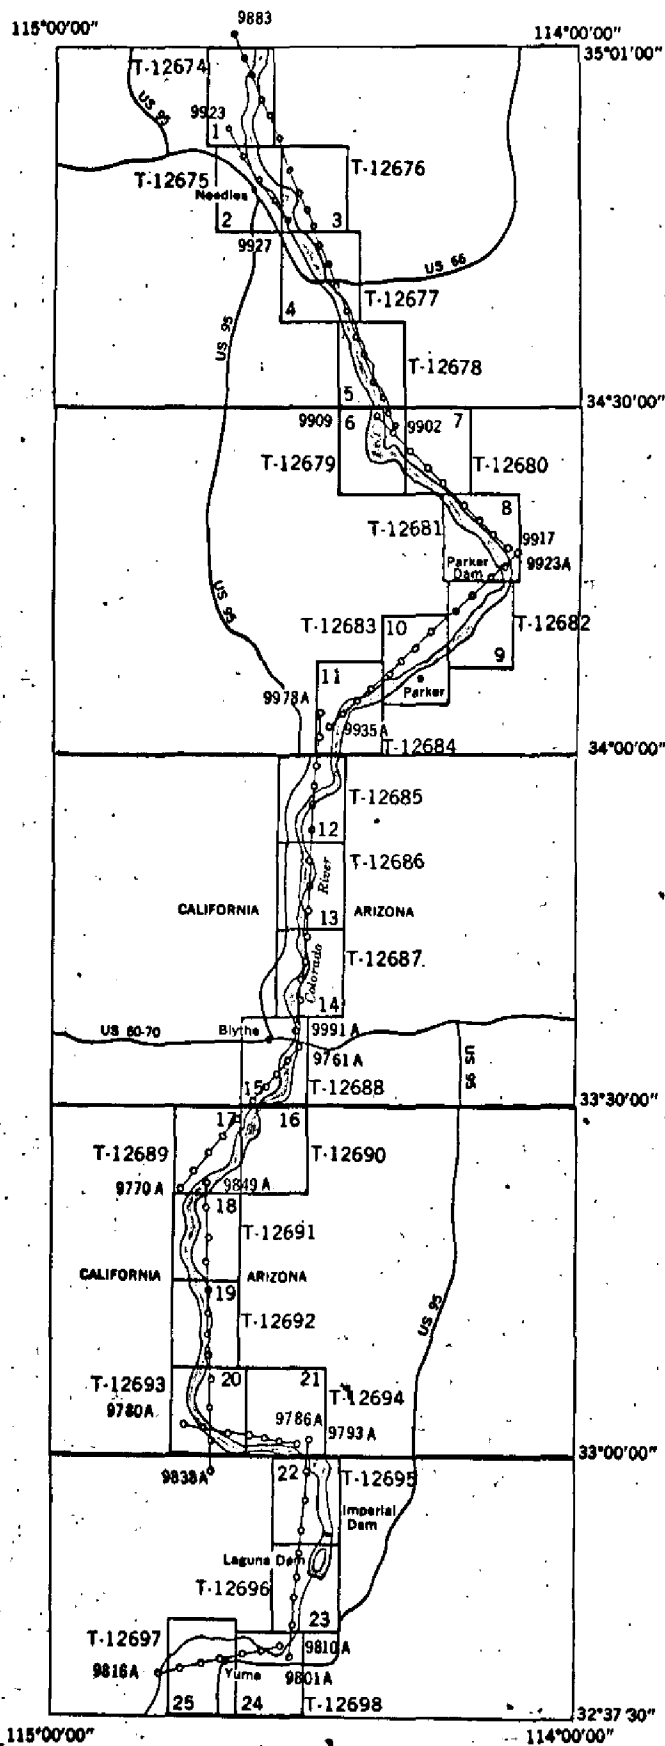 115°00'00"
9883
114°00'00"
35°01'00"
T-12674
US 95
9923
1
T-12675
T-12676
Needles
2
3
9927
US 66
4
T-12677
US 95
T-12678
5
34°30'00"
9909
6
9902
7
T-12679
T-12680
8
T-12681
9917
Parker
Dam
9923A
US 95
T-12683
10
T-12682
9
11
Parker
9978A
9935A
T-12684
34°00'00"
T-12685
12
T-12686
River
CALIFORNIA
ARIZONA
13
T-12687
Colorado
14
US 60-70
Blythe
9991A
9761A
US 95
15
T-12688
33°30'00"
17
16
T-12689
T-12690
9770A
9849A
18
T-12691
CALIFORNIA
ARIZONA
19
T-12692
US 95
T-12693
20
21
T-12694
9780A
9786A
9793A
33°00'00"
9838A
22
T-12695
Imperial
Dam
Laguna Dam
T-12696
23
T-12697
9810A
9816A
Yuma
9801A
25
24
T-12698
32°37'30"
115°00'00"
114°00'00"